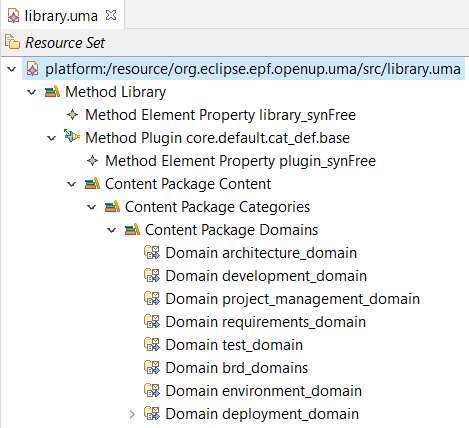 library.uma
Resource Set
platform:/resource/org.eclipse.epf.openup.uma/src/library.uma
Method Library
Method Element Property library_synFree
Method Plugin core.default.cat_def.base
Method Element Property plugin_synFree
Content Package Content
Content Package Categories
Content Package Domains
Domain architecture_domain
Domain development_domain
Domain project_management_domain
Domain requirements_domain
Domain test_domain
Domain brd_domains
Domain environment_domain
Domain deployment_domain